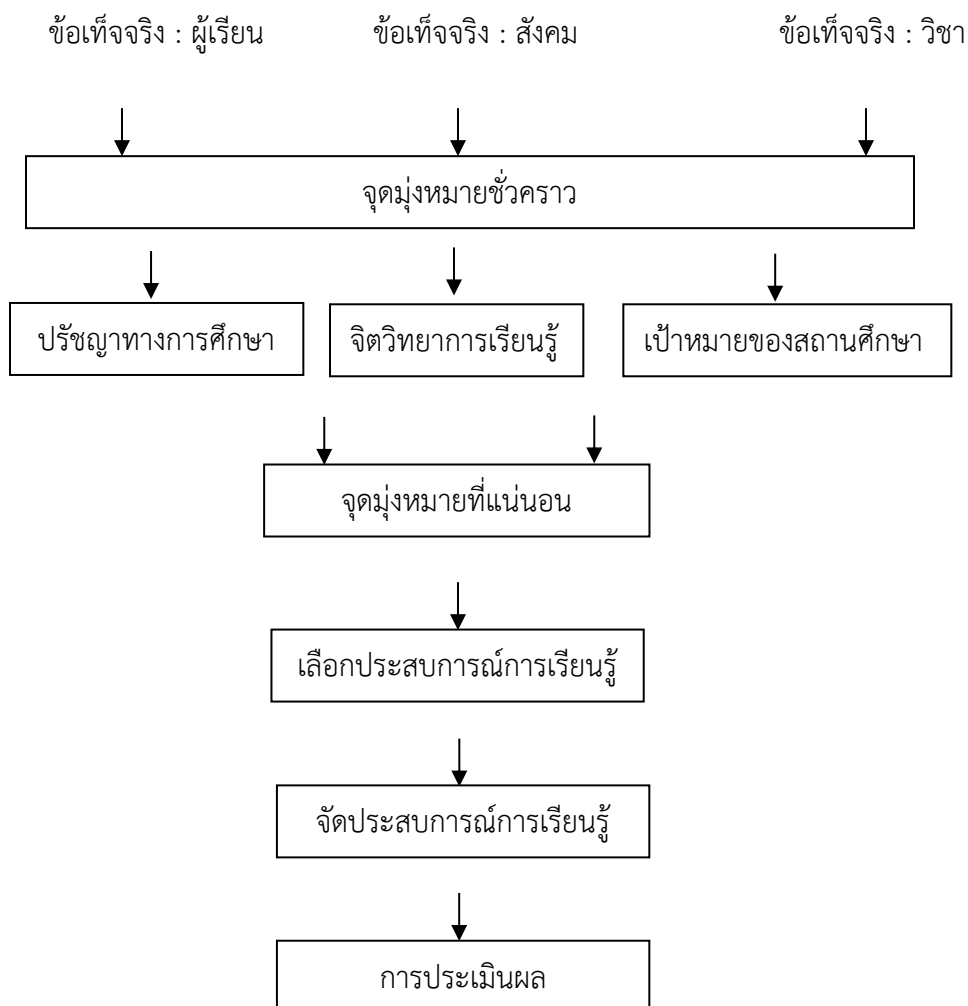 ข้อเท็จจริง : ผู้เรียน ข้อเท็จจริง : สังคม ข้อเท็จจริง : วิชา
จุดมุ่งหมายชั่วคราว
ปรัชญาทางการศึกษา จิตวิทยาการเรียนรู้ เป้าหมายของสถานศึกษา
จุดมุ่งหมายที่แน่นอน
เลือกประสบการณ์การเรียนรู้
จัดประสบการณ์การเรียนรู้
การประเมินผล